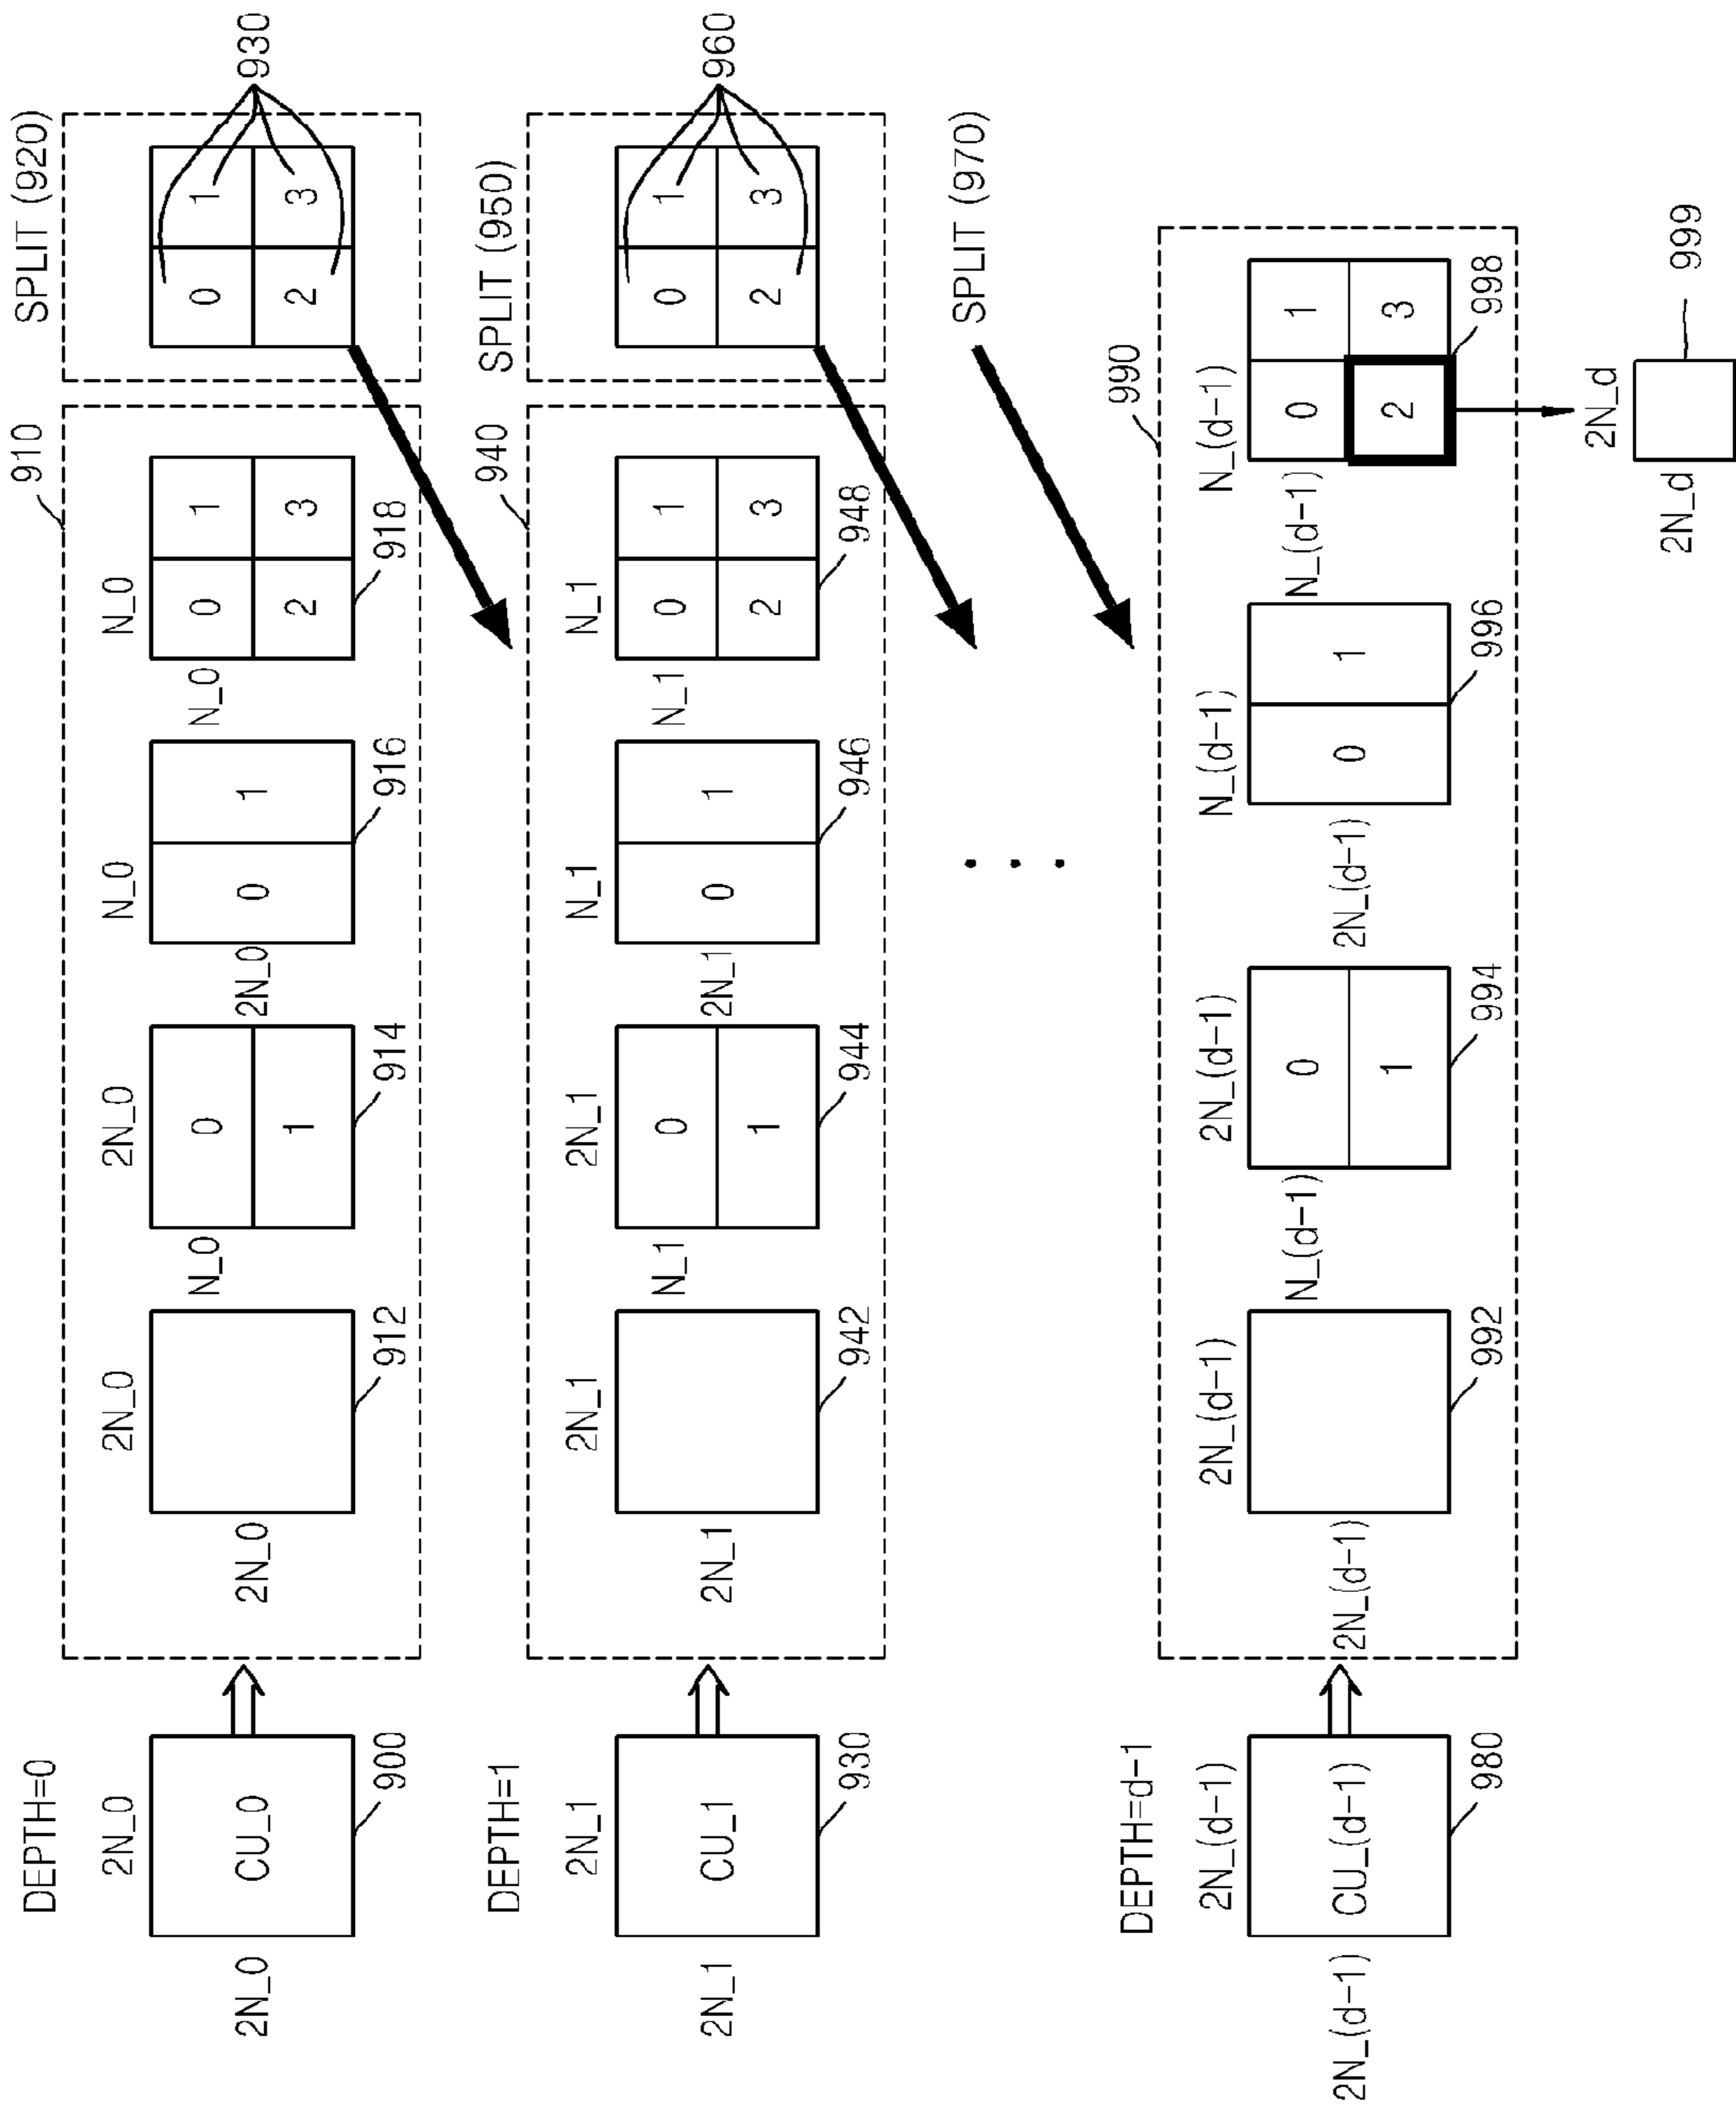 DEPTH=0
2N_0
2N_0
CU_0
900
910
2N_0
2N_0
912
2N_0
N_0
0
1
914
N_0
2N_0
0
1
916
N_0
N_0
0
1
2
3
918
SPLIT (920)
0
1
2
3
930
DEPTH=1
2N_1
2N_1
CU_1
930
940
2N_1
2N_1
942
2N_1
N_1
0
1
944
N_1
2N_1
0
1
946
N_1
N_1
0
1
2
3
948
SPLIT (950)
0
1
2
3
960
SPLIT (970)
DEPTH=d-1
2N_(d-1)
2N_(d-1)
CU_(d-1)
980
990
2N_(d-1)
2N_(d-1)
992
2N_(d-1)
N_(d-1)
0
1
994
N_(d-1)
2N_(d-1)
0
1
996
N_(d-1)
N_(d-1)
0
1
2
3
998
2N_d
2N_d
999